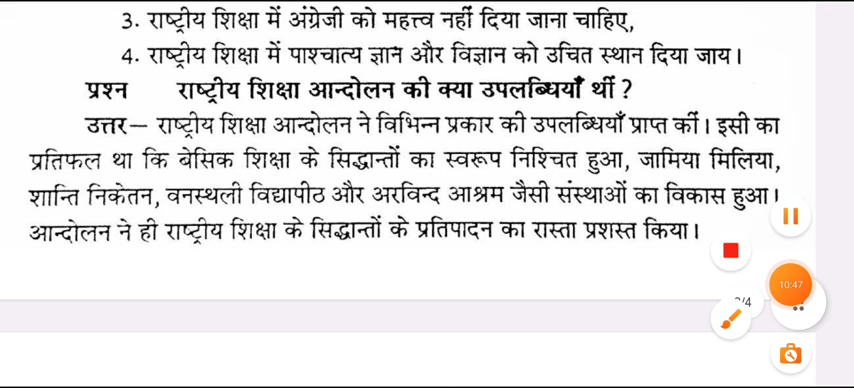 3. राष्ट्रीय शिक्षा में अंग्रेजी को महत्त्व नहीं दिया जाना चाहिए,
4. राष्ट्रीय शिक्षा में पाश्चात्य ज्ञान और विज्ञान को उचित स्थान दिया जाय।
प्रश्न राष्ट्रीय शिक्षा आन्दोलन की क्या उपलब्धियाँ थीं ?
उत्तर— राष्ट्रीय शिक्षा आन्दोलन ने विभिन्न प्रकार की उपलब्धियाँ प्राप्त कीं। इसी का
प्रतिफल था कि बेसिक शिक्षा के सिद्धान्तों का स्वरूप निश्चित हुआ, जामिया मिलिया,
शान्ति निकेतन, वनस्थली विद्यापीठ और अरविन्द आश्रम जैसी संस्थाओं का विकास हुआ।
आन्दोलन ने ही राष्ट्रीय शिक्षा के सिद्धान्तों के प्रतिपादन का रास्ता प्रशस्त किया।
10:47
/4